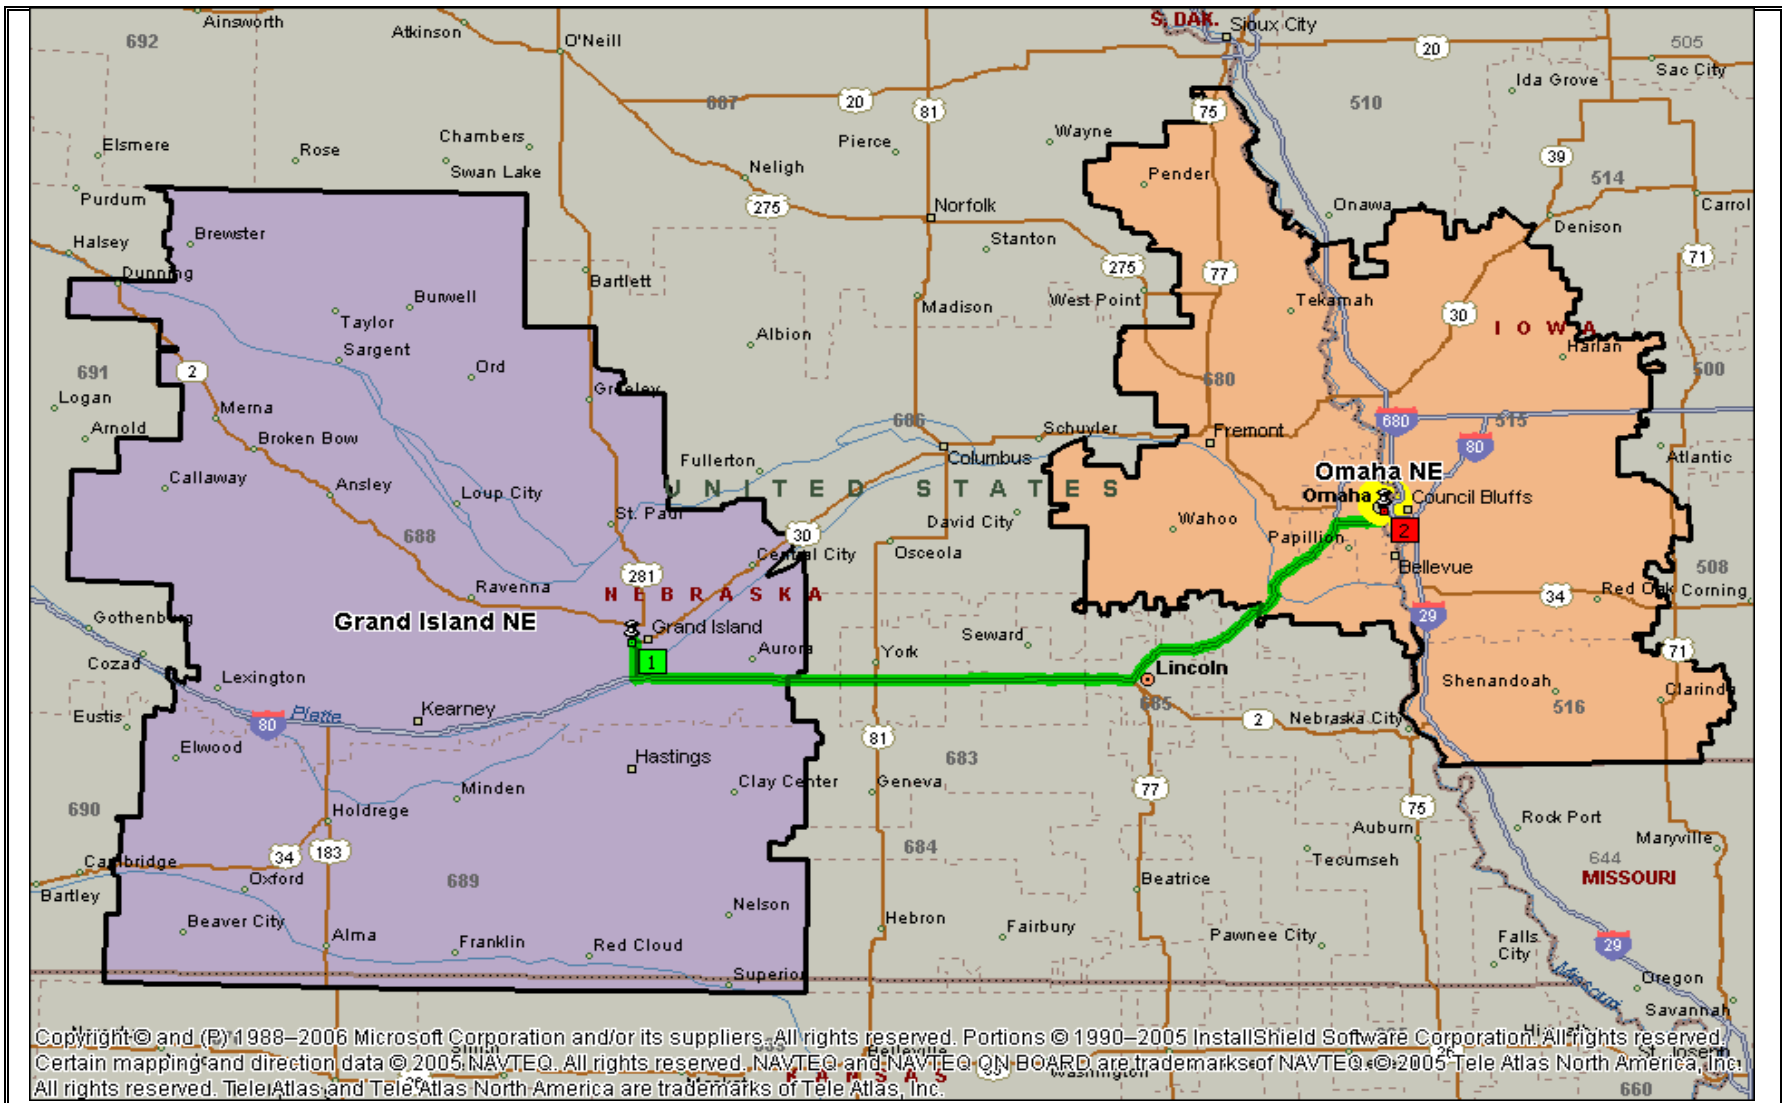 Ainsworth
Atkinson
O'Neill
S. DAK.
Sioux City
692
20
505
Sac City
Ida Grove
687
20
81
75
510
Elsmere
Rose
Chambers
Swan Lake
Pierce
Wayne
39
514
Neligh
Pender
Purdum
275
Norfolk
Onawa
Carrol
Brewster
Halsey
Stanton
Denison
71
Dunning
Bartlett
275
77
Burwell
Madison
West Point
Tekamah
30
I O W A
Taylor
Albion
Harlan
Sargent
691
2
Ord
Greeley
680
500
Logan
Merna
Arnold
Broken Bow
686
Schuyler
Fremont
680
515
80
Columbus
Fullerton
Atlantic
Callaway
Ansley
Loup City
UNITED STATES
Omaha NE
Omaha
Council Bluffs
St. Paul
David City
Wahoo
688
30
Central City
Osceola
Papillion
2
Bellevue
281
508
Ravenna
NEBRASKA
34
Red Oak
Corning
Gothenburg
Grand Island NE
Grand Island
Seward
29
Cozad
1
Aurora
York
Lincoln
71
Lexington
Shenandoah
Clarinda
Eustis
80
Platte
Kearney
685
516
2
Nebraska City
Elwood
81
Hastings
683
Clay Center
Geneva
Minden
77
690
Holdrege
75
Rock Port
Auburn
Maryville
34
183
684
Cambridge
Tecumseh
644
MISSOURI
Oxford
689
Beatrice
Bartley
Nelson
Beaver City
Hebron
Fairbury
Alma
Franklin
Red Cloud
Pawnee City
Falls
City
29
Superior
Missouri
Oregon
Savannah
Copyright © and (P) 1988–2006 Microsoft Corporation and/or its suppliers. All rights reserved. Portions © 1990–2005 InstallShield Software Corporation. All rights reserved.
Certain mapping and direction data © 2005 NAVTEQ. All rights reserved. NAVTEQ and NAVTEQ ON BOARD are trademarks of NAVTEQ. © 2005 Tele Atlas North America, Inc.
All rights reserved. Tele Atlas and Tele Atlas North America are trademarks of Tele Atlas, Inc.
KANSAS
Belleville
Washington
St. Joseph
26
660